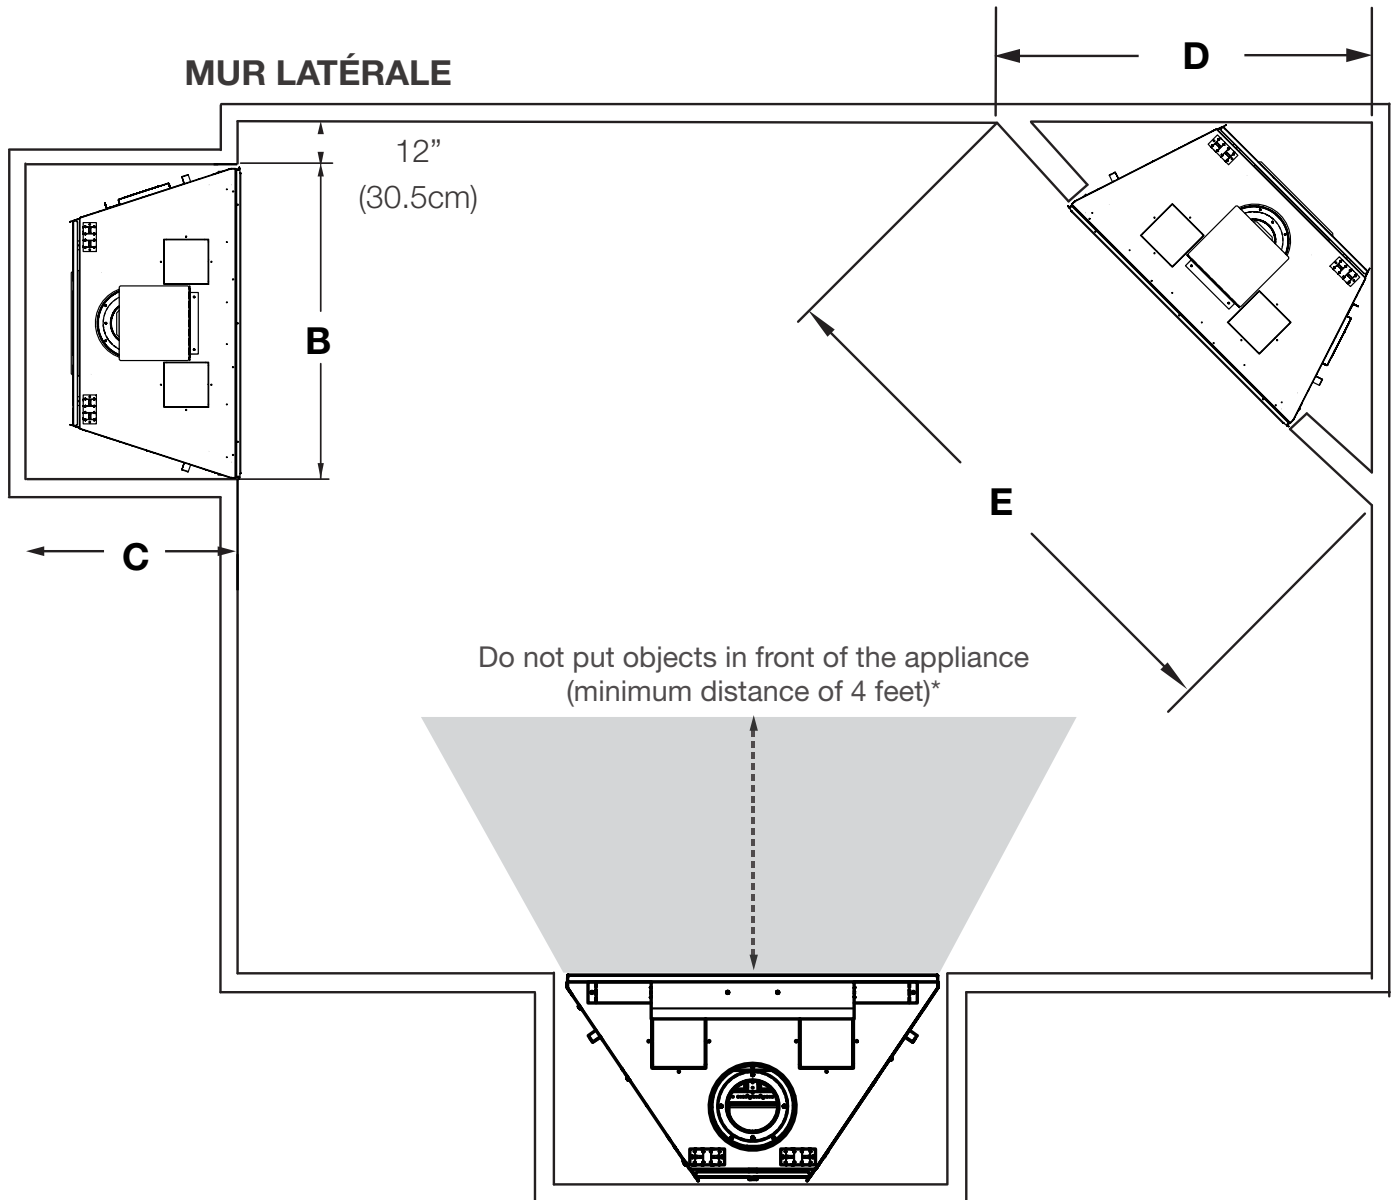 D
MUR LATÉRALE
12”
(30.5cm)
B
E
C
Do not put objects in front of the appliance
(minimum distance of 4 feet)*